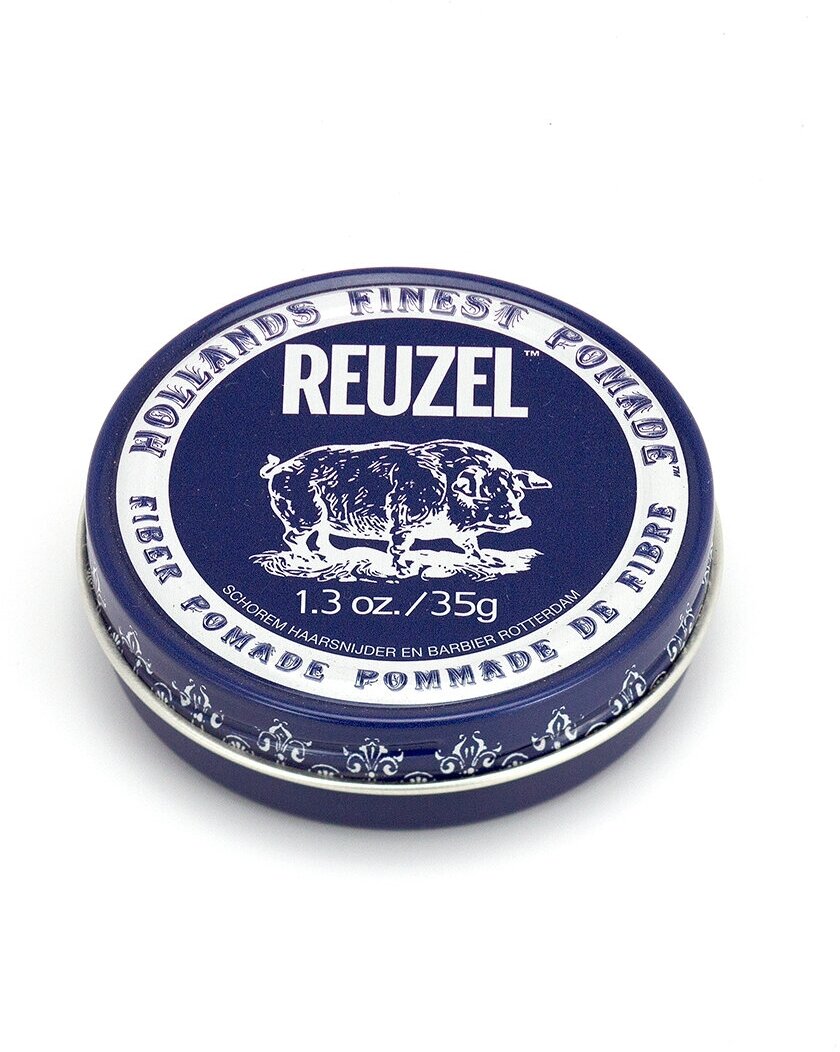 HOLLANDS FINEST POMADE™
REUZEL™
1.3 oz. / 35g
SCHOREM HAARSNIJDER EN BARBIER ROTTERDAM
FIBER POMADE POMMADE DE FIBRE